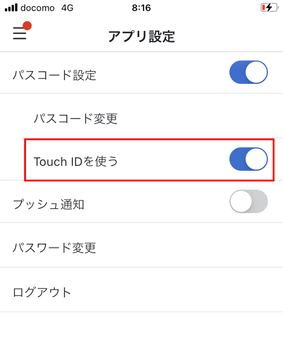 docomo 4G 8:16
アプリ設定
パスコード設定
パスコード変更
Touch IDを使う
プッシュ通知
パスワード変更
ログアウト